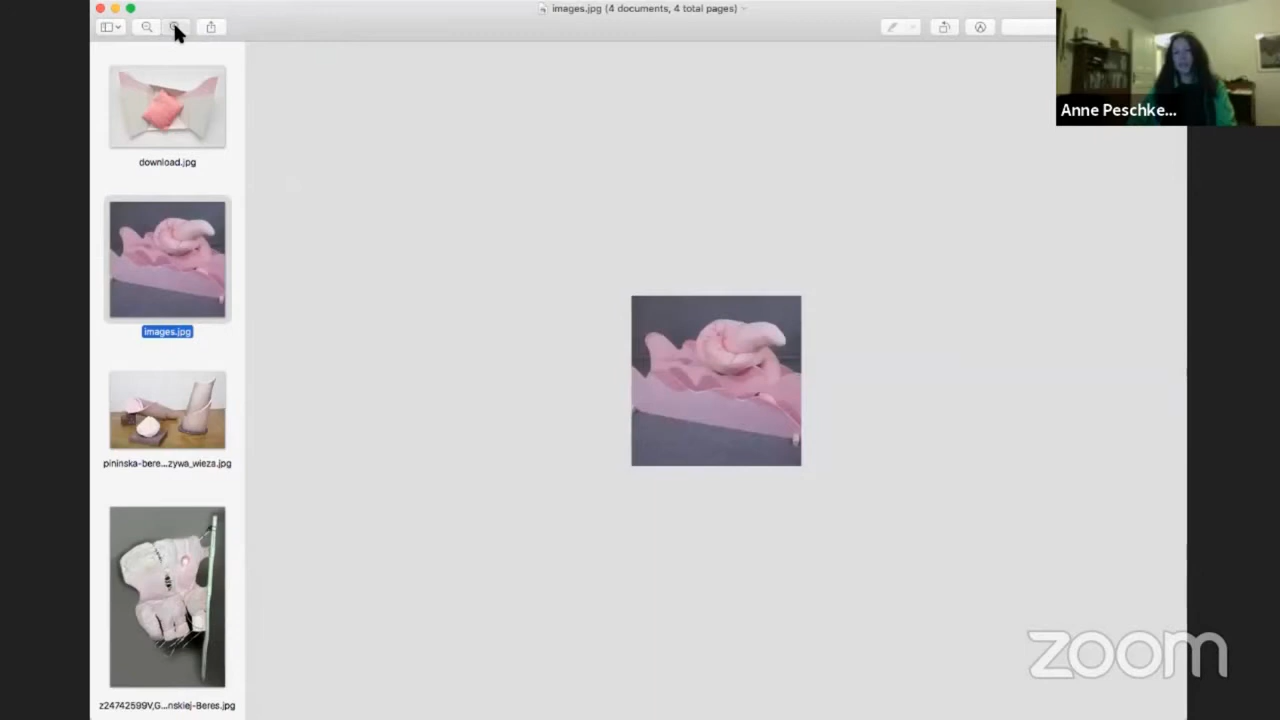 images.jpg (4 documents, 4 total pages)
Anne Peschke...
download.jpg
images.jpg
pininska-bere...zywa_wieza.jpg
z24742599V,G...nskiej-Beres.jpg
zoom